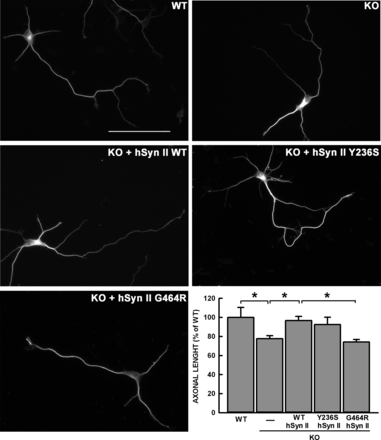 WT
KO
KO + hSyn II WT
KO + hSyn II Y236S
KO + hSyn II G464R
AXONAL LENGHT (% of WT)
120
100
80
60
40
20
0
* * *
WT — WT Y236S G464R
hSyn II hSyn II hSyn II
KO